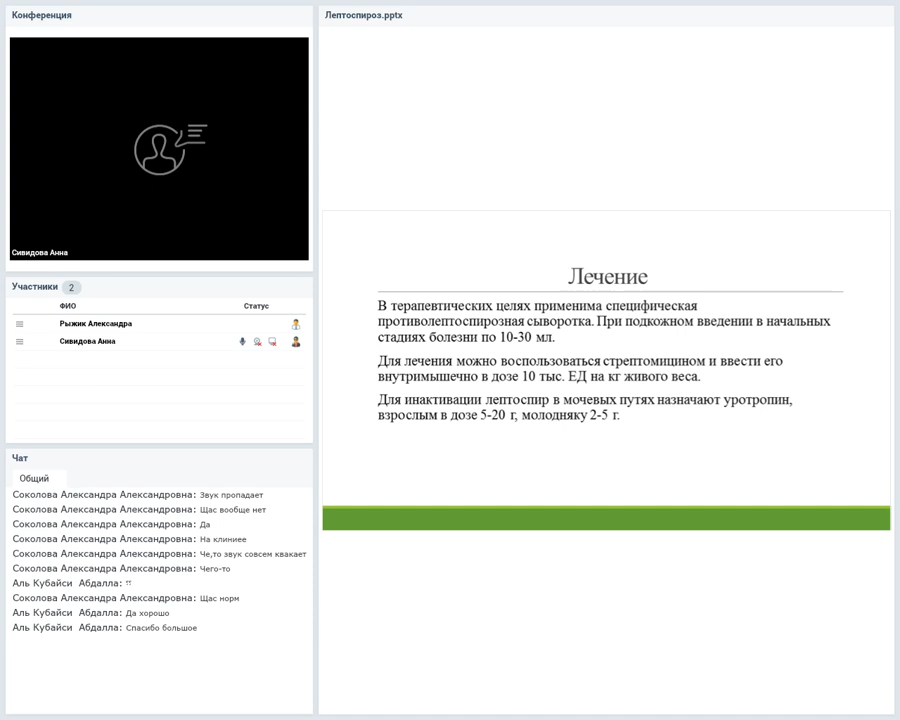 Конференция
Сивидова Анна
Участники 2
ФИО Статус
Рыжик Александра
Сивидова Анна
Чат
Общий
Соколова Александра Александровна: Звук пропадает
Соколова Александра Александровна: Щас вообще нет
Соколова Александра Александровна: Да
Соколова Александра Александровна: На клиниее
Соколова Александра Александровна: Че,то звук совсем квакает
Соколова Александра Александровна: Чего-то
Аль Кубайси Абдалла: !!
Соколова Александра Александровна: Щас норм
Аль Кубайси Абдалла: Да хорошо
Аль Кубайси Абдалла: Спасибо большое
Лептоспироз.pptx
Лечение
В терапевтических целях применима специфическая
противолептоспирозная сыворотка. При подкожном введении в начальных
стадиях болезни по 10-30 мл.
Для лечения можно воспользоваться стрептомицином и ввести его
внутримышечно в дозе 10 тыс. ЕД на кг живого веса.
Для инактивации лептоспир в мочевых путях назначают уротропин,
взрослым в дозе 5-20 г, молодняку 2-5 г.